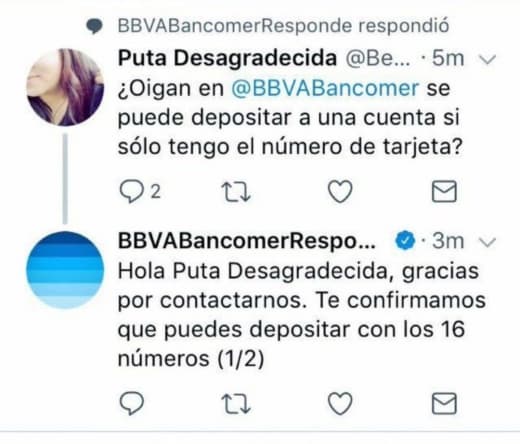 BBVABancomerResponde respondió
Puta Desagradecida @Be... · 5m
¿Oigan en @BBVABancomer se
puede depositar a una cuenta si
sólo tengo el número de tarjeta?
2
BBVABancomerRespo... · 3m
Hola Puta Desagradecida, gracias
por contactarnos. Te confirmamos
que puedes depositar con los 16
números (1/2)